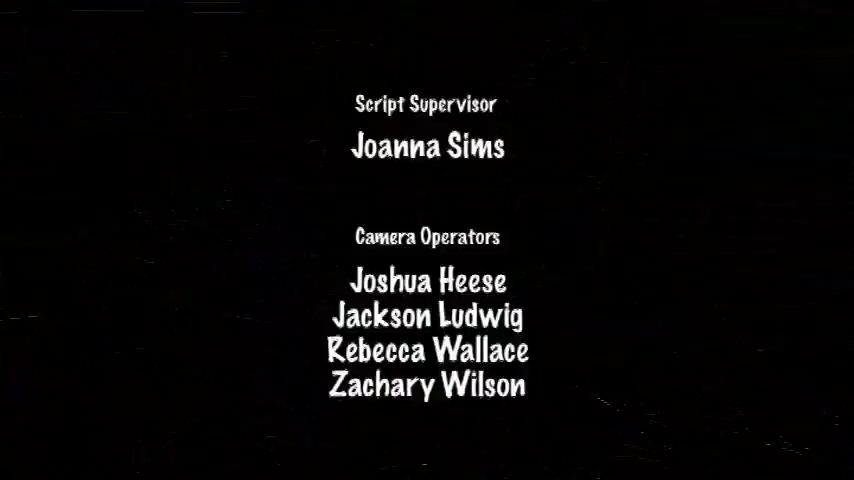 Script Supervisor
Joanna Sims
Camera Operators
Joshua Heese
Jackson Ludwig
Rebecca Wallace
Zachary Wilson